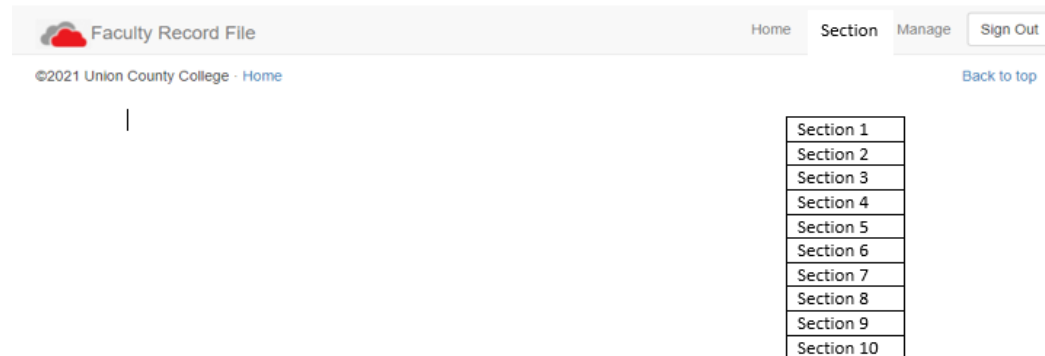 Faculty Record File Home Section Manage Sign Out
©2021 Union County College · Home Back to top
Section 1
Section 2
Section 3
Section 4
Section 5
Section 6
Section 7
Section 8
Section 9
Section 10